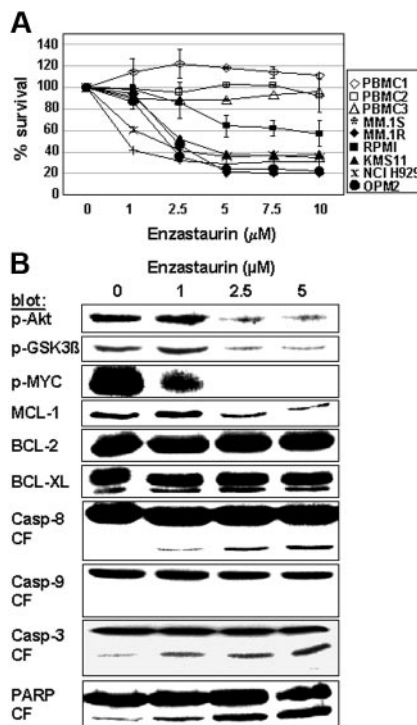 A
140
120
100
80
60
40
20
0
% survival
0 1 2.5 5 7.5 10
Enzastaurin (μM)
PBMC1
PBMC2
PBMC3
MM.1S
MM.1R
RPMI
KMS11
NCI H929
OPM2
B
Enzastaurin (μM)
blot: 0 1 2.5 5
p-Akt
p-GSK3ß
p-MYC
MCL-1
BCL-2
BCL-XL
Casp-8
CF
Casp-9
CF
Casp-3
CF
PARP
CF